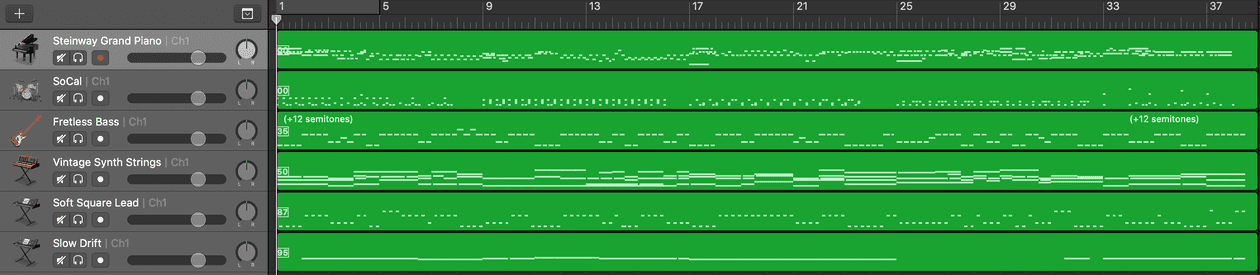 1 5 9 13 17 21 25 29 33 37
Steinway Grand Piano | Ch1
L R
SoCal | Ch1
L R
00
Fretless Bass | Ch1
L R
(+12 semitones) (+12 semitones)
35
Vintage Synth Strings | Ch1
L R
50
Soft Square Lead | Ch1
L R
87
Slow Drift | Ch1
L R
95